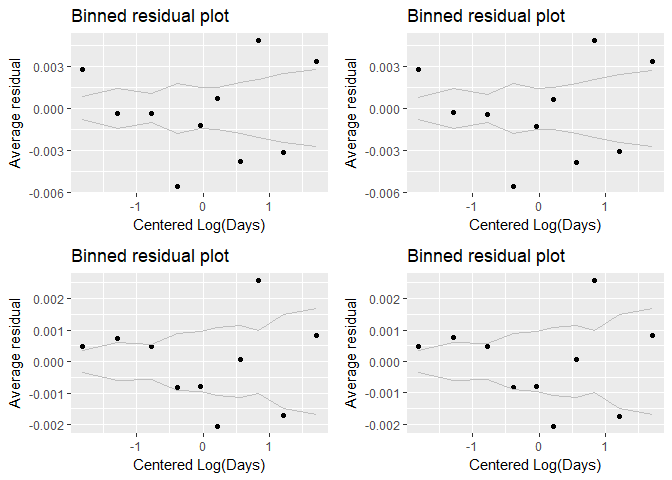 Binned residual plot
Binned residual plot
0.003
0.000
-0.003
-0.006
Average residual
-1
0
1
Centered Log(Days)
0.003
0.000
-0.003
-0.006
Average residual
-1
0
1
Centered Log(Days)
Binned residual plot
Binned residual plot
0.002
0.001
0.000
-0.001
-0.002
Average residual
-1
0
1
Centered Log(Days)
0.002
0.001
0.000
-0.001
-0.002
Average residual
-1
0
1
Centered Log(Days)